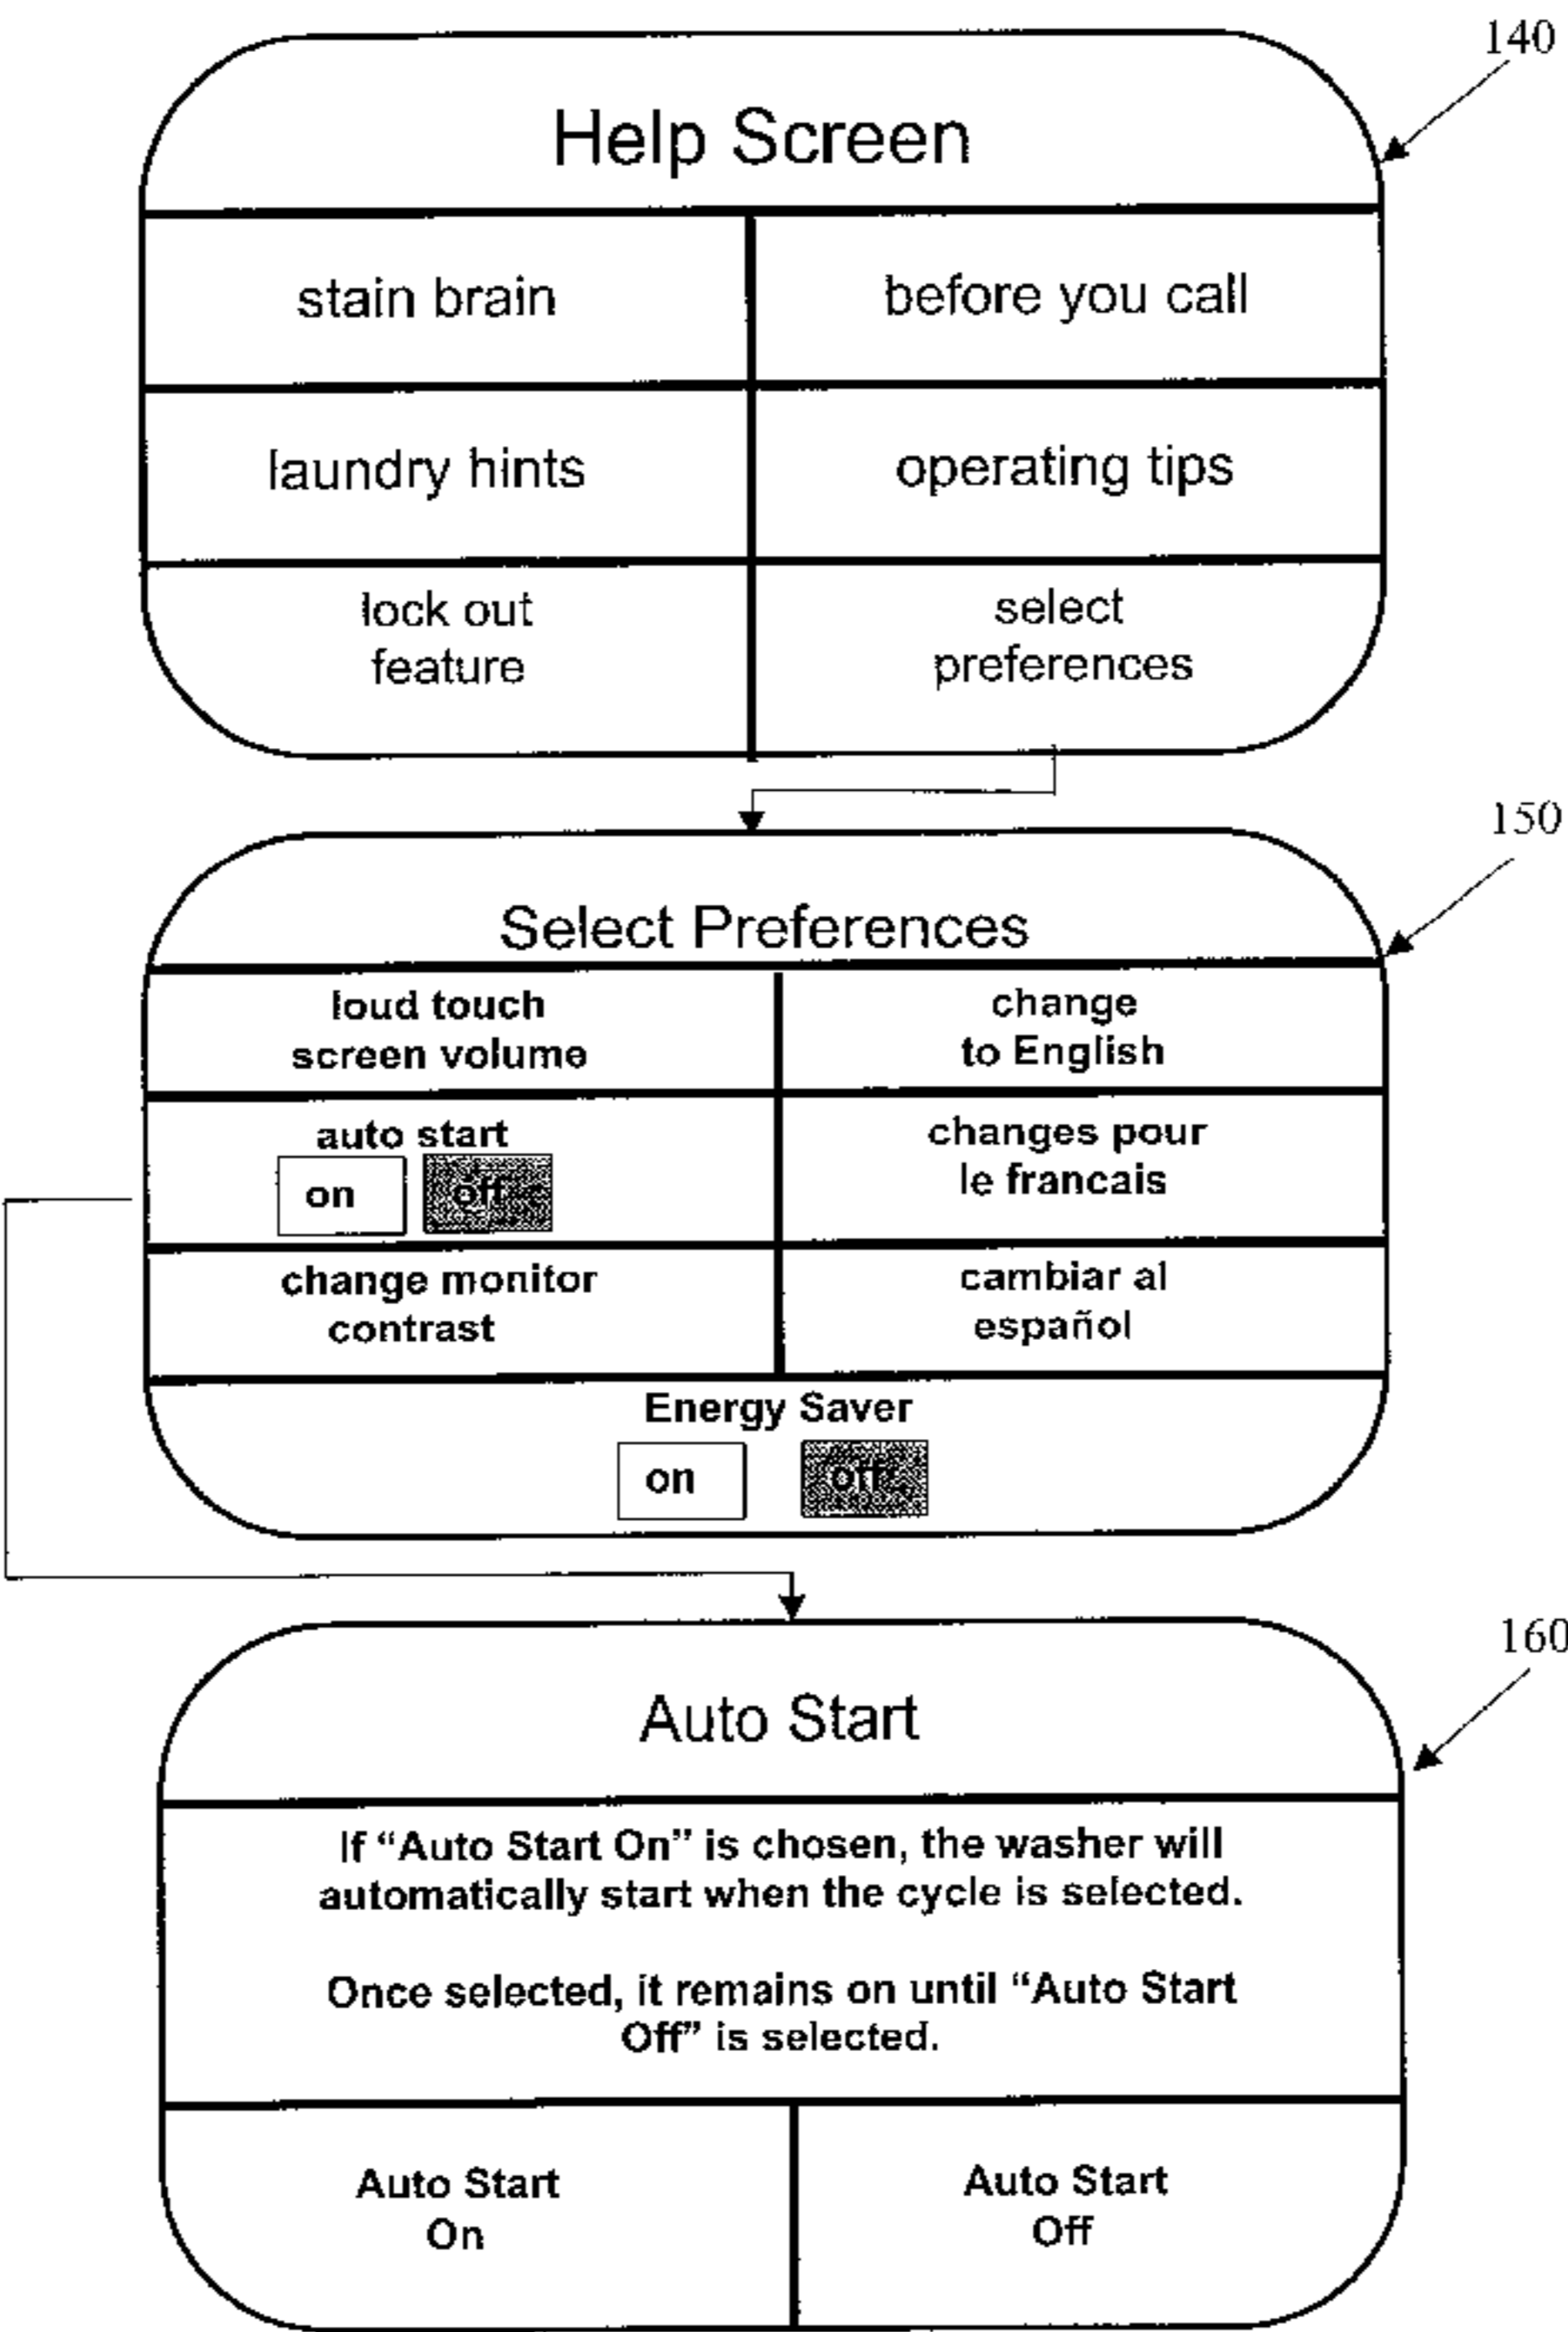 140
Help Screen
stain brain
before you call
laundry hints
operating tips
lock out
feature
select
preferences
150
Select Preferences
loud touch
screen volume
change
to English
auto start
on
off
changes pour
le francais
change monitor
contrast
cambiar al
español
Energy Saver
on
off
160
Auto Start
If “Auto Start On” is chosen, the washer will
automatically start when the cycle is selected.
Once selected, it remains on until “Auto Start
Off” is selected.
Auto Start
On
Auto Start
Off